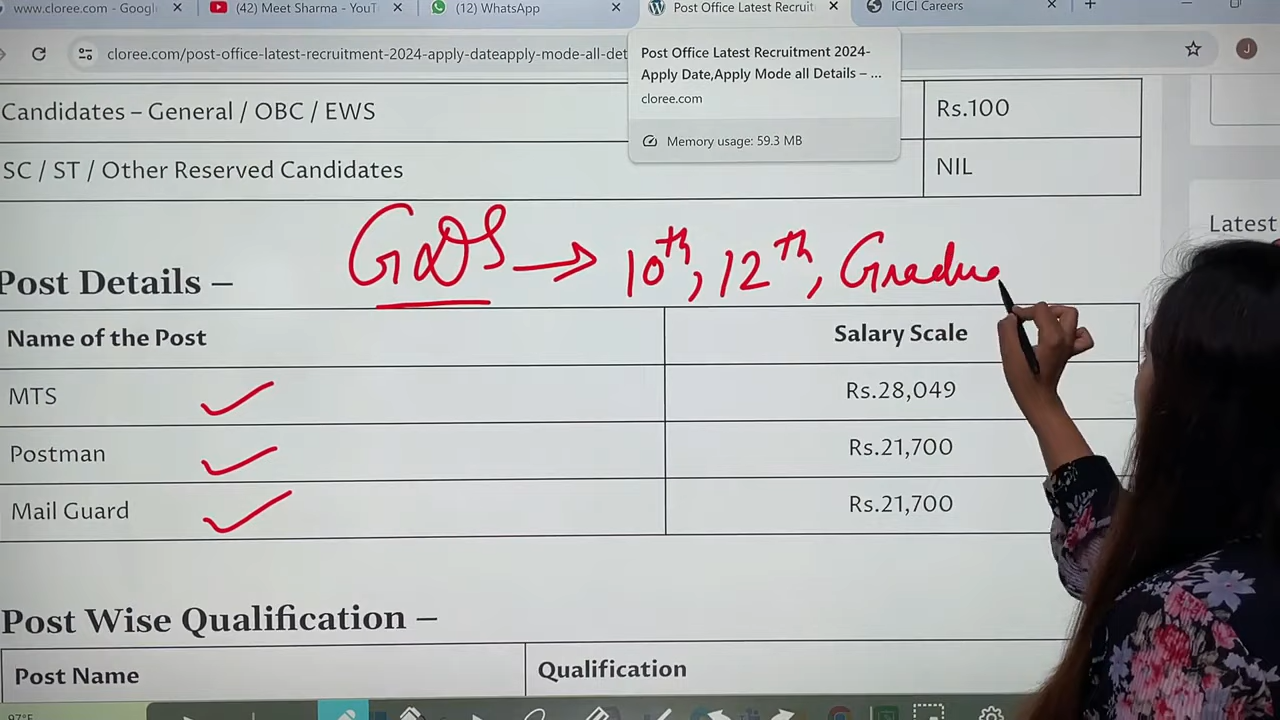 www.cloree.com - Googl
(42) Meet Sharma - YouT
(12) WhatsApp
Post Office Latest Recruit
ICICI Careers
cloree.com/post-office-latest-recruitment-2024-apply-dateapply-mode-all-det
J
Post Office Latest Recruitment 2024-
Apply Date,Apply Mode all Details – ...
cloree.com
Memory usage: 59.3 MB
Candidates – General / OBC / EWS Rs.100
SC / ST / Other Reserved Candidates NIL
Latest
GDS → 10th, 12th, Gradua
Post Details –
Name of the Post Salary Scale
MTS Rs.28,049
Postman Rs.21,700
Mail Guard Rs.21,700
Post Wise Qualification –
Post Name Qualification
97°F